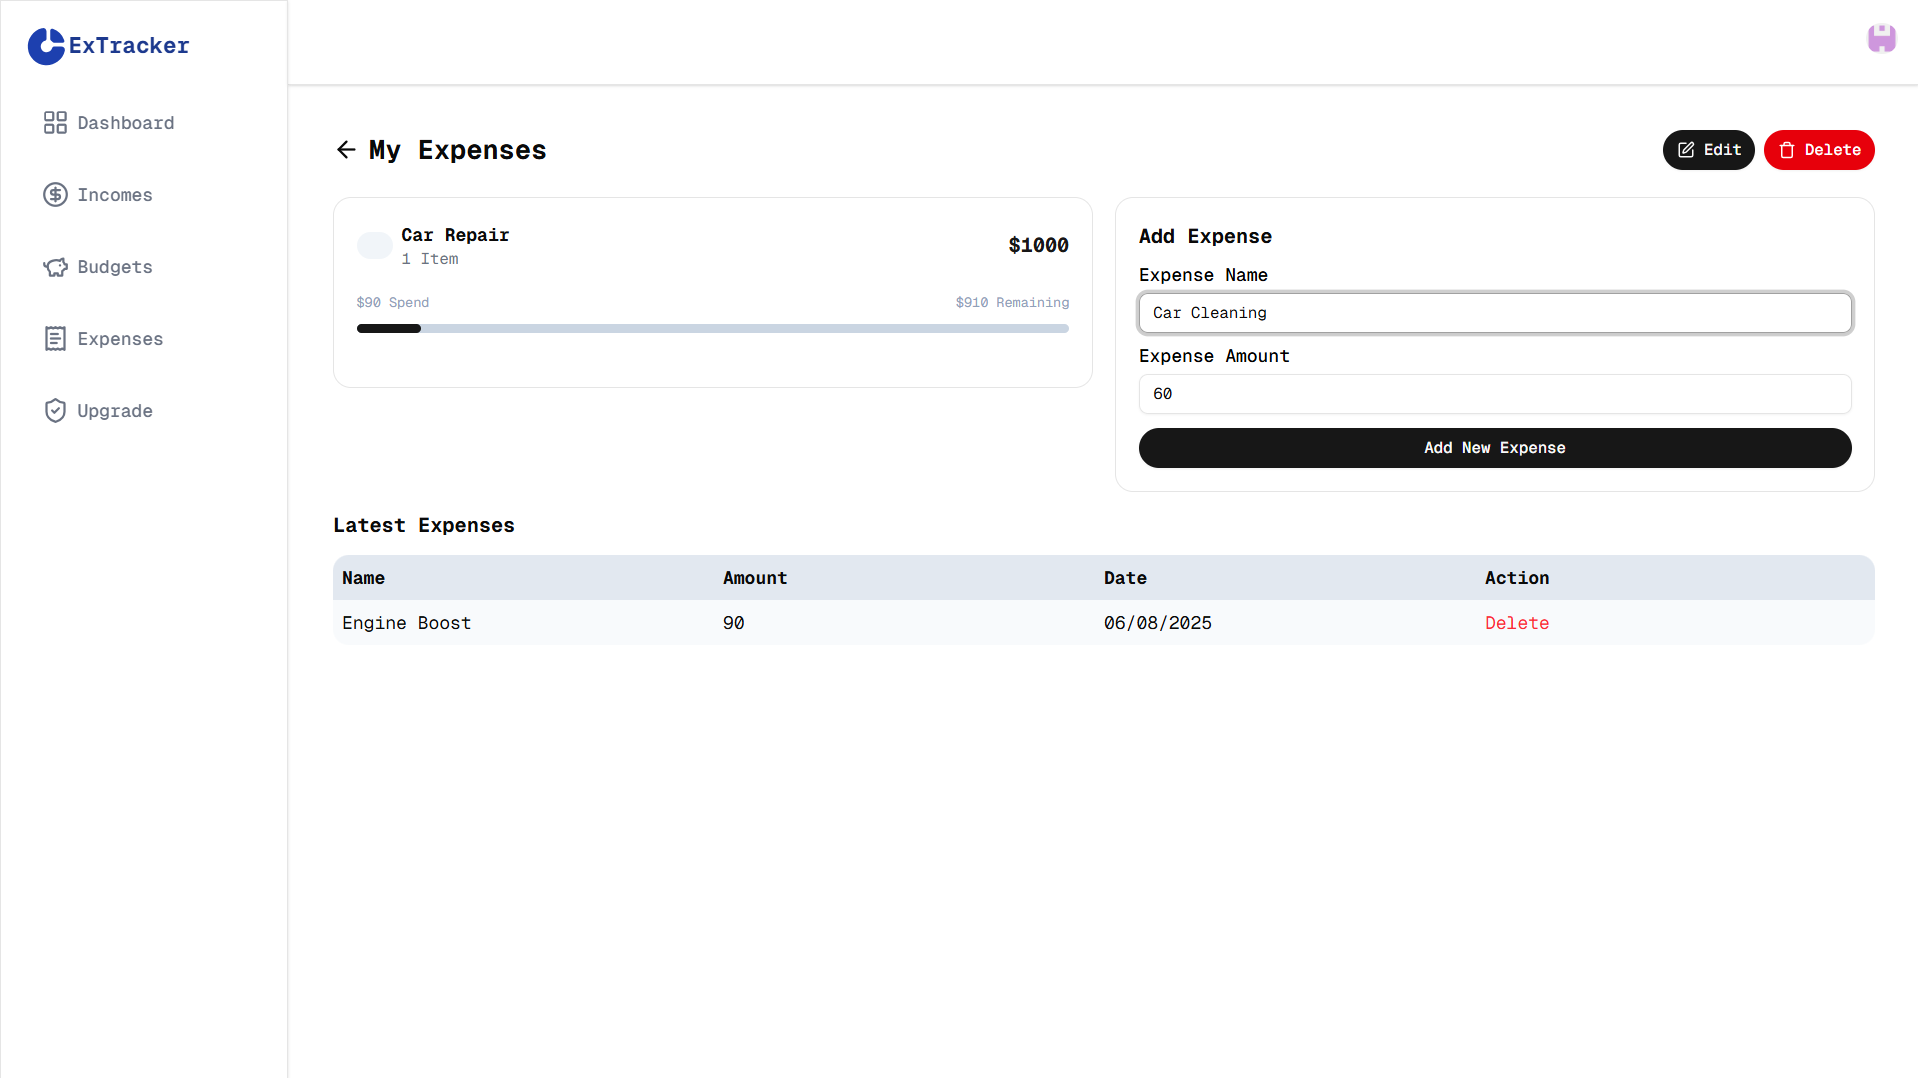 ExTracker
Dashboard
Incomes
Budgets
Expenses
Upgrade
My Expenses
Edit
Delete
Car Repair
1 Item
$1000
$90 Spend
$910 Remaining
Add Expense
Expense Name
Car Cleaning
Expense Amount
60
Add New Expense
Latest Expenses
Name Amount Date Action
Engine Boost 90 06/08/2025 Delete